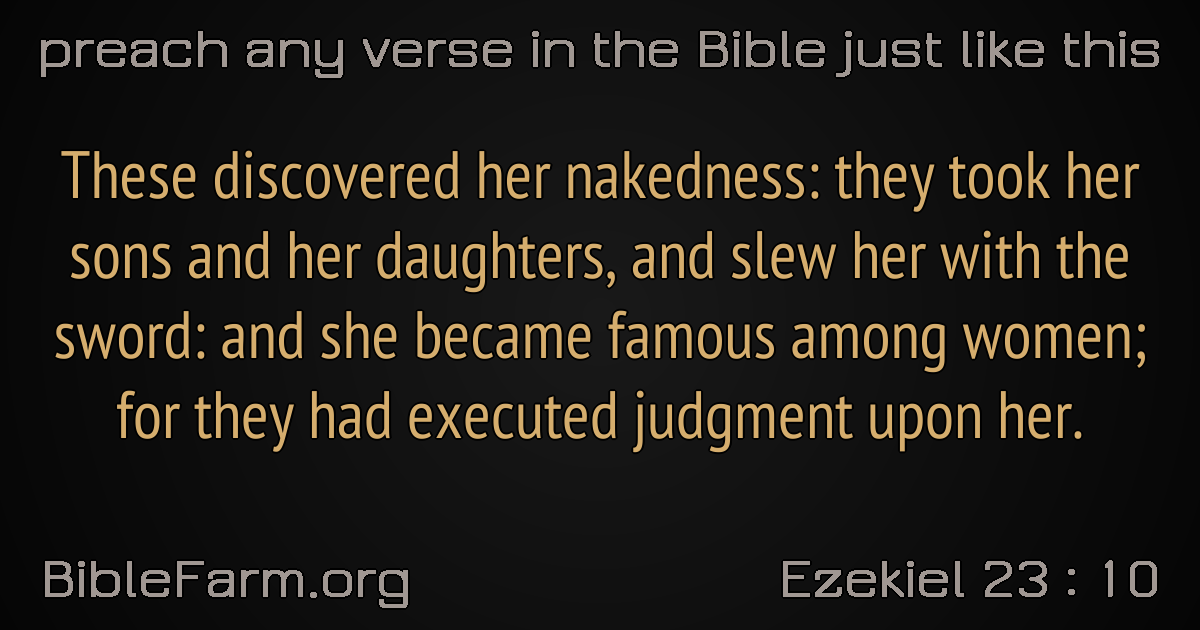 preach any verse in the Bible just like this
These discovered her nakedness: they took her
sons and her daughters, and slew her with the
sword: and she became famous among women;
for they had executed judgment upon her.
BibleFarm.org
Ezekiel 23 : 10